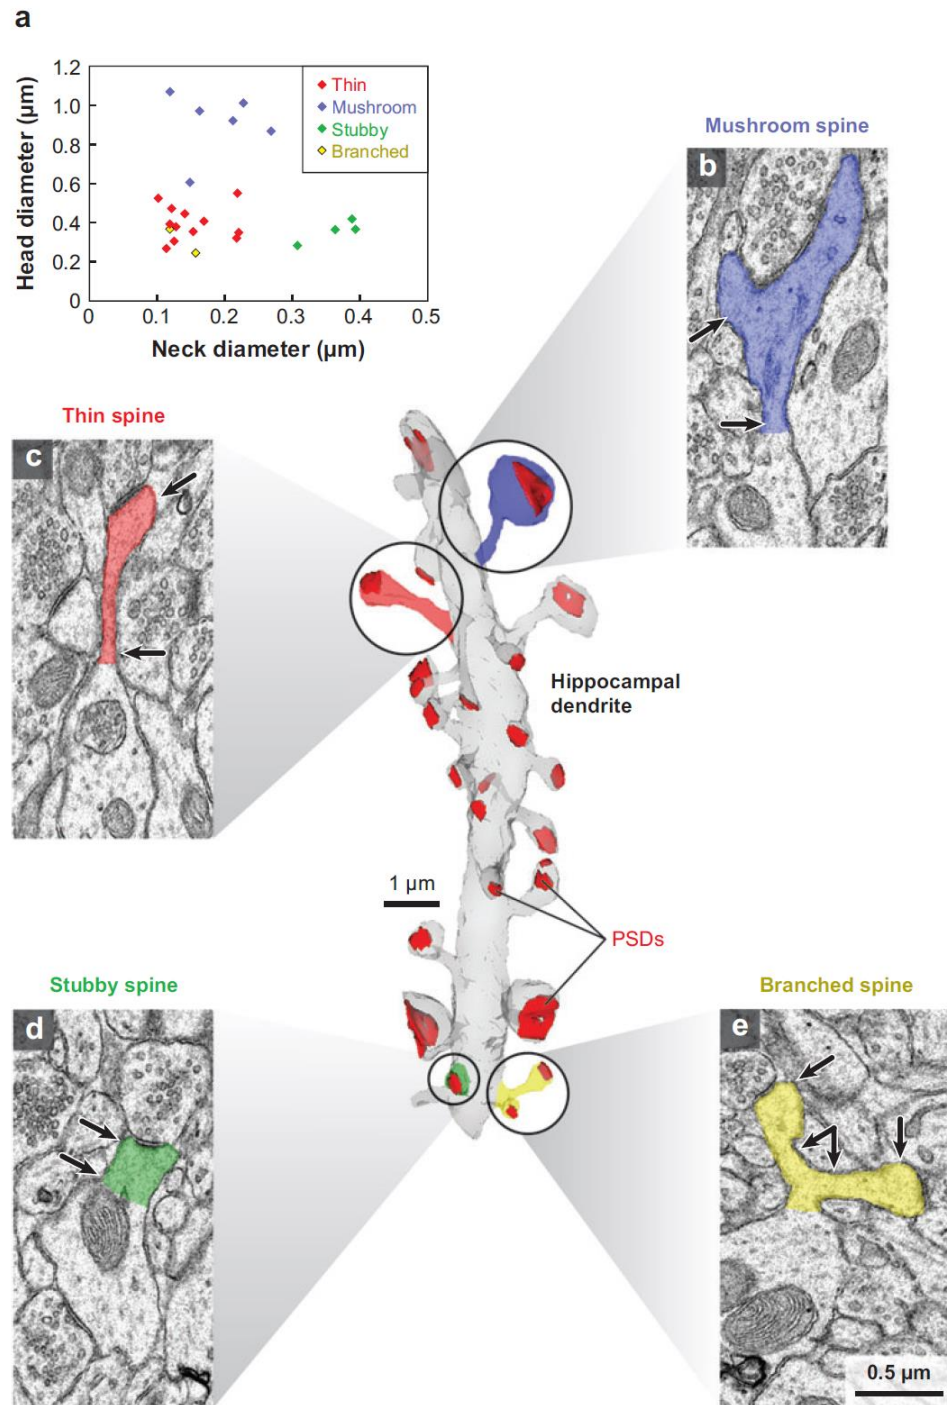 a
Head diameter (µm)
1.2
1.0
0.8
0.6
0.4
0.2
0
0 0.1 0.2 0.3 0.4 0.5
Neck diameter (µm)
Thin
Mushroom
Stubby
Branched
Mushroom spine
b
Thin spine
c
Hippocampal
dendrite
1 µm
PSDs
Stubby spine
d
Branched spine
e
0.5 µm